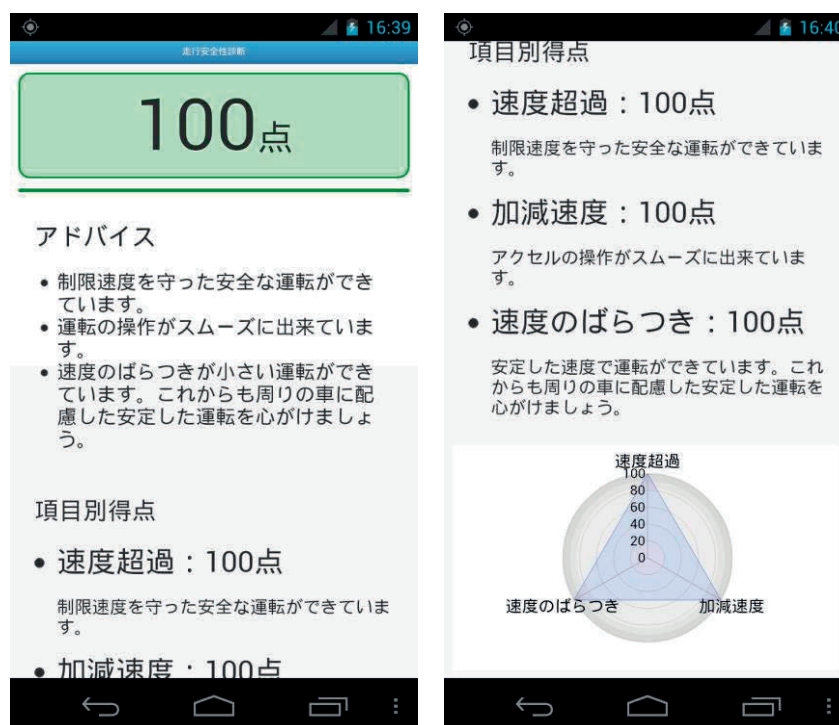 16:39
走行安全性診断
100点
アドバイス
• 制限速度を守った安全な運転ができ
ています。
• 運転の操作がスムーズに出来ていま
す。
• 速度のばらつきが小さい運転ができ
ています。これからも周りの車に配
慮した安定した運転を心がけましょ
う。
項目別得点
• 速度超過：100点
制限速度を守った安全な運転ができていま
す。
• 加減速度：100点
16:40
項目別得点
• 速度超過：100点
制限速度を守った安全な運転ができていま
す。
• 加減速度：100点
アクセルの操作がスムーズに出来ていま
す。
• 速度のばらつき：100点
安定した速度で運転ができています。これ
からも周りの車に配慮した安定した運転を
心がけましょう。
速度超過
100
80
60
40
20
0
速度のばらつき
加減速度